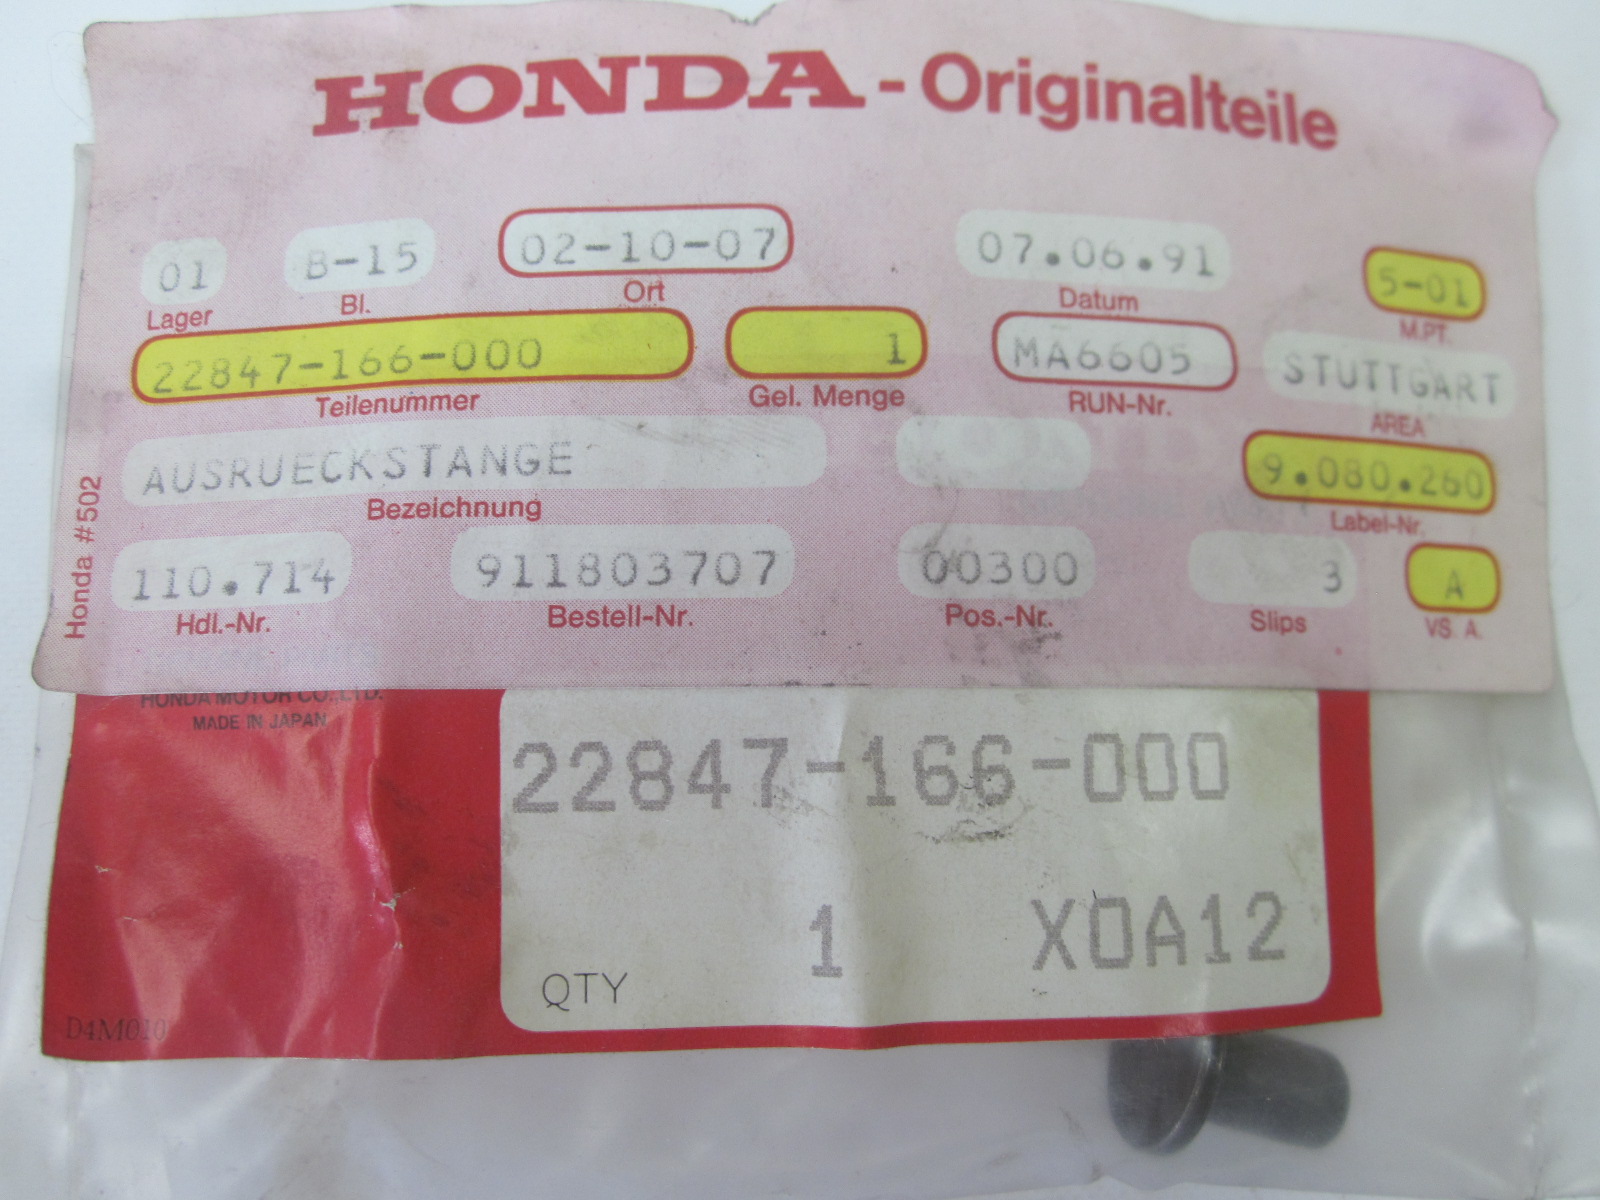 HONDA - Originalteile
01 B-15 02-10-07 07.06.91 5-01
Lager Bl. Ort Datum M.PT.
22847-166-000 1 MA6605 STUTTGART
Teilenummer Gel. Menge RUN-Nr. AREA
AUSRUECKSTANGE 9.080.260
Bezeichnung Label-Nr.
110.714 911803707 00300 3 A
Hdl.-Nr. Bestell-Nr. Pos.-Nr. Slips VS. A.
Honda #502
HONDA MOTOR CO., LTD.
MADE IN JAPAN
22847-166-000
1 X0A12
QTY
D4M010